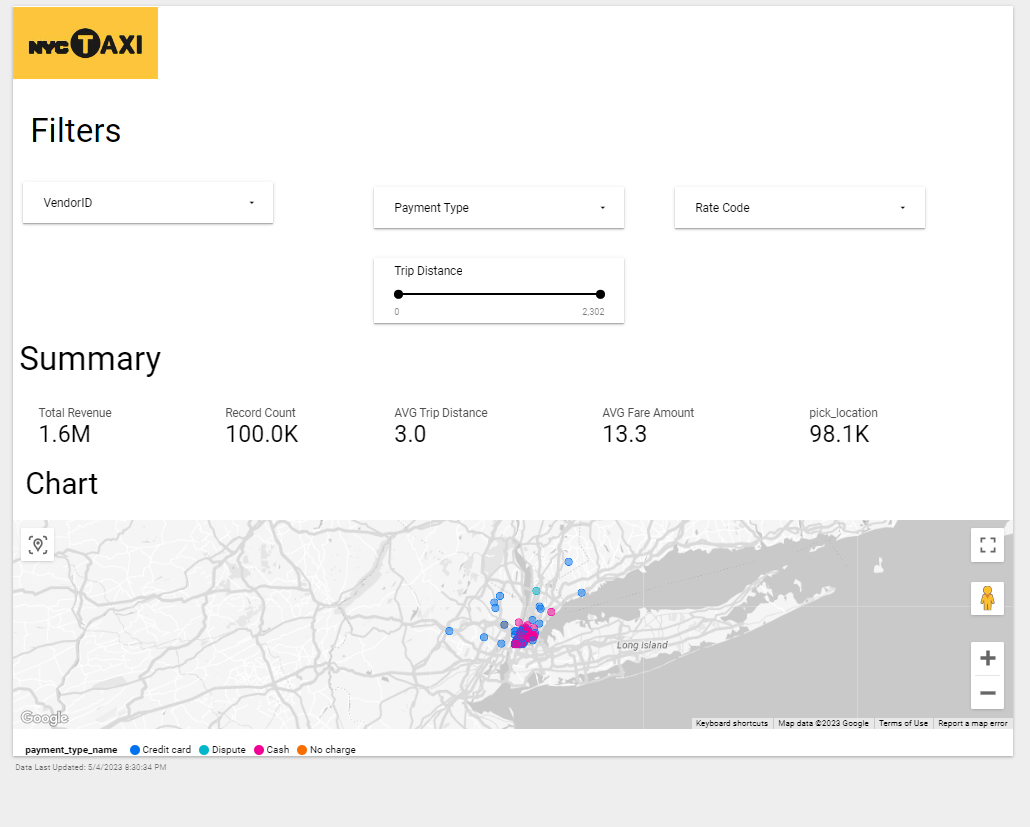 NYC TAXI
Filters
VendorID
Payment Type
Rate Code
Trip Distance
0 2,302
Summary
Total Revenue
1.6M
Record Count
100.0K
AVG Trip Distance
3.0
AVG Fare Amount
13.3
pick_location
98.1K
Chart
Long island
Google
Keyboard shortcuts Map data ©2023 Google Terms of Use Report a map error
payment_type_name Credit card Dispute Cash No charge
Data Last Updated: 5/4/2023 8:30:34 PM